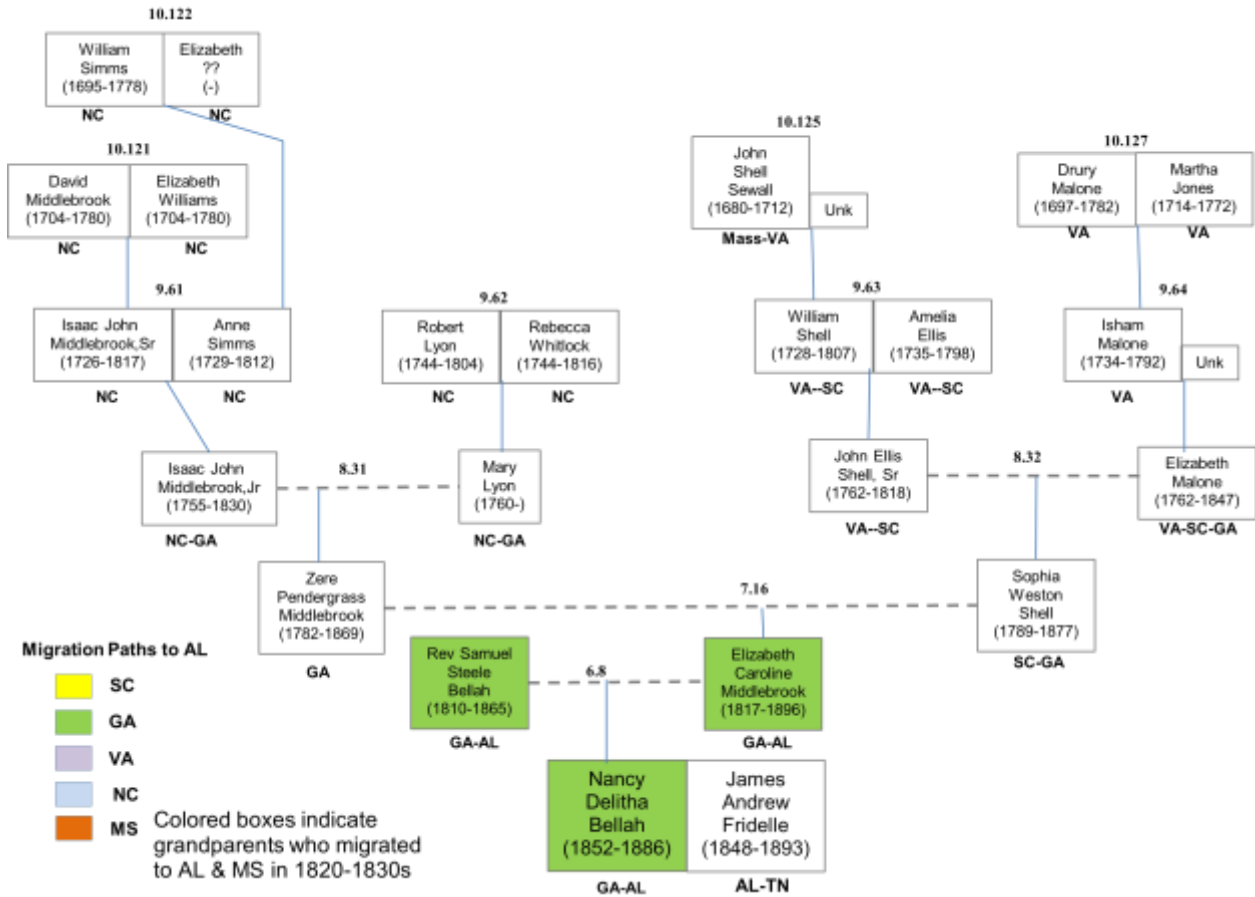 10.122
William
Simms
(1695-1778)
Elizabeth
??
(-)
NC
NC
10.121
David
Middlebrook
(1704-1780)
Elizabeth
Williams
(1704-1780)
NC
NC
10.125
John
Shell
Sewall
(1680-1712)
Unk
Mass-VA
10.127
Drury
Malone
(1697-1782)
Martha
Jones
(1714-1772)
VA
VA
9.61
Isaac John
Middlebrook,Sr
(1726-1817)
Anne
Simms
(1729-1812)
NC
NC
9.62
Robert
Lyon
(1744-1804)
Rebecca
Whitlock
(1744-1816)
NC
NC
9.63
William
Shell
(1728-1807)
Amelia
Ellis
(1735-1798)
VA--SC
VA--SC
9.64
Isham
Malone
(1734-1792)
Unk
VA
Isaac John
Middlebrook,Jr
(1755-1830)
NC-GA
8.31
Mary
Lyon
(1760-)
NC-GA
John Ellis
Shell, Sr
(1762-1818)
VA--SC
8.32
Elizabeth
Malone
(1762-1847)
VA-SC-GA
Zere
Pendergrass
Middlebrook
(1782-1869)
GA
7.16
Sophia
Weston
Shell
(1789-1877)
SC-GA
Rev Samuel
Steele
Bellah
(1810-1865)
GA-AL
6.8
Elizabeth
Caroline
Middlebrook
(1817-1896)
GA-AL
Nancy
Delitha
Bellah
(1852-1886)
GA-AL
James
Andrew
Fridelle
(1848-1893)
AL-TN
Migration Paths to AL
SC
GA
VA
NC
MS
Colored boxes indicate
grandparents who migrated
to AL & MS in 1820-1830s